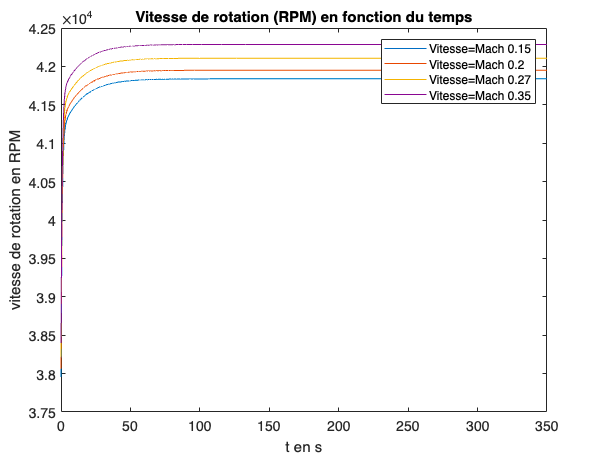 Vitesse de rotation (RPM) en fonction du temps
×10⁴
4.25
4.2
4.15
4.1
4.05
4
3.95
3.9
3.85
3.8
3.75
vitesse de rotation en RPM
Vitesse=Mach 0.15
Vitesse=Mach 0.2
Vitesse=Mach 0.27
Vitesse=Mach 0.35
0 50 100 150 200 250 300 350
t en s